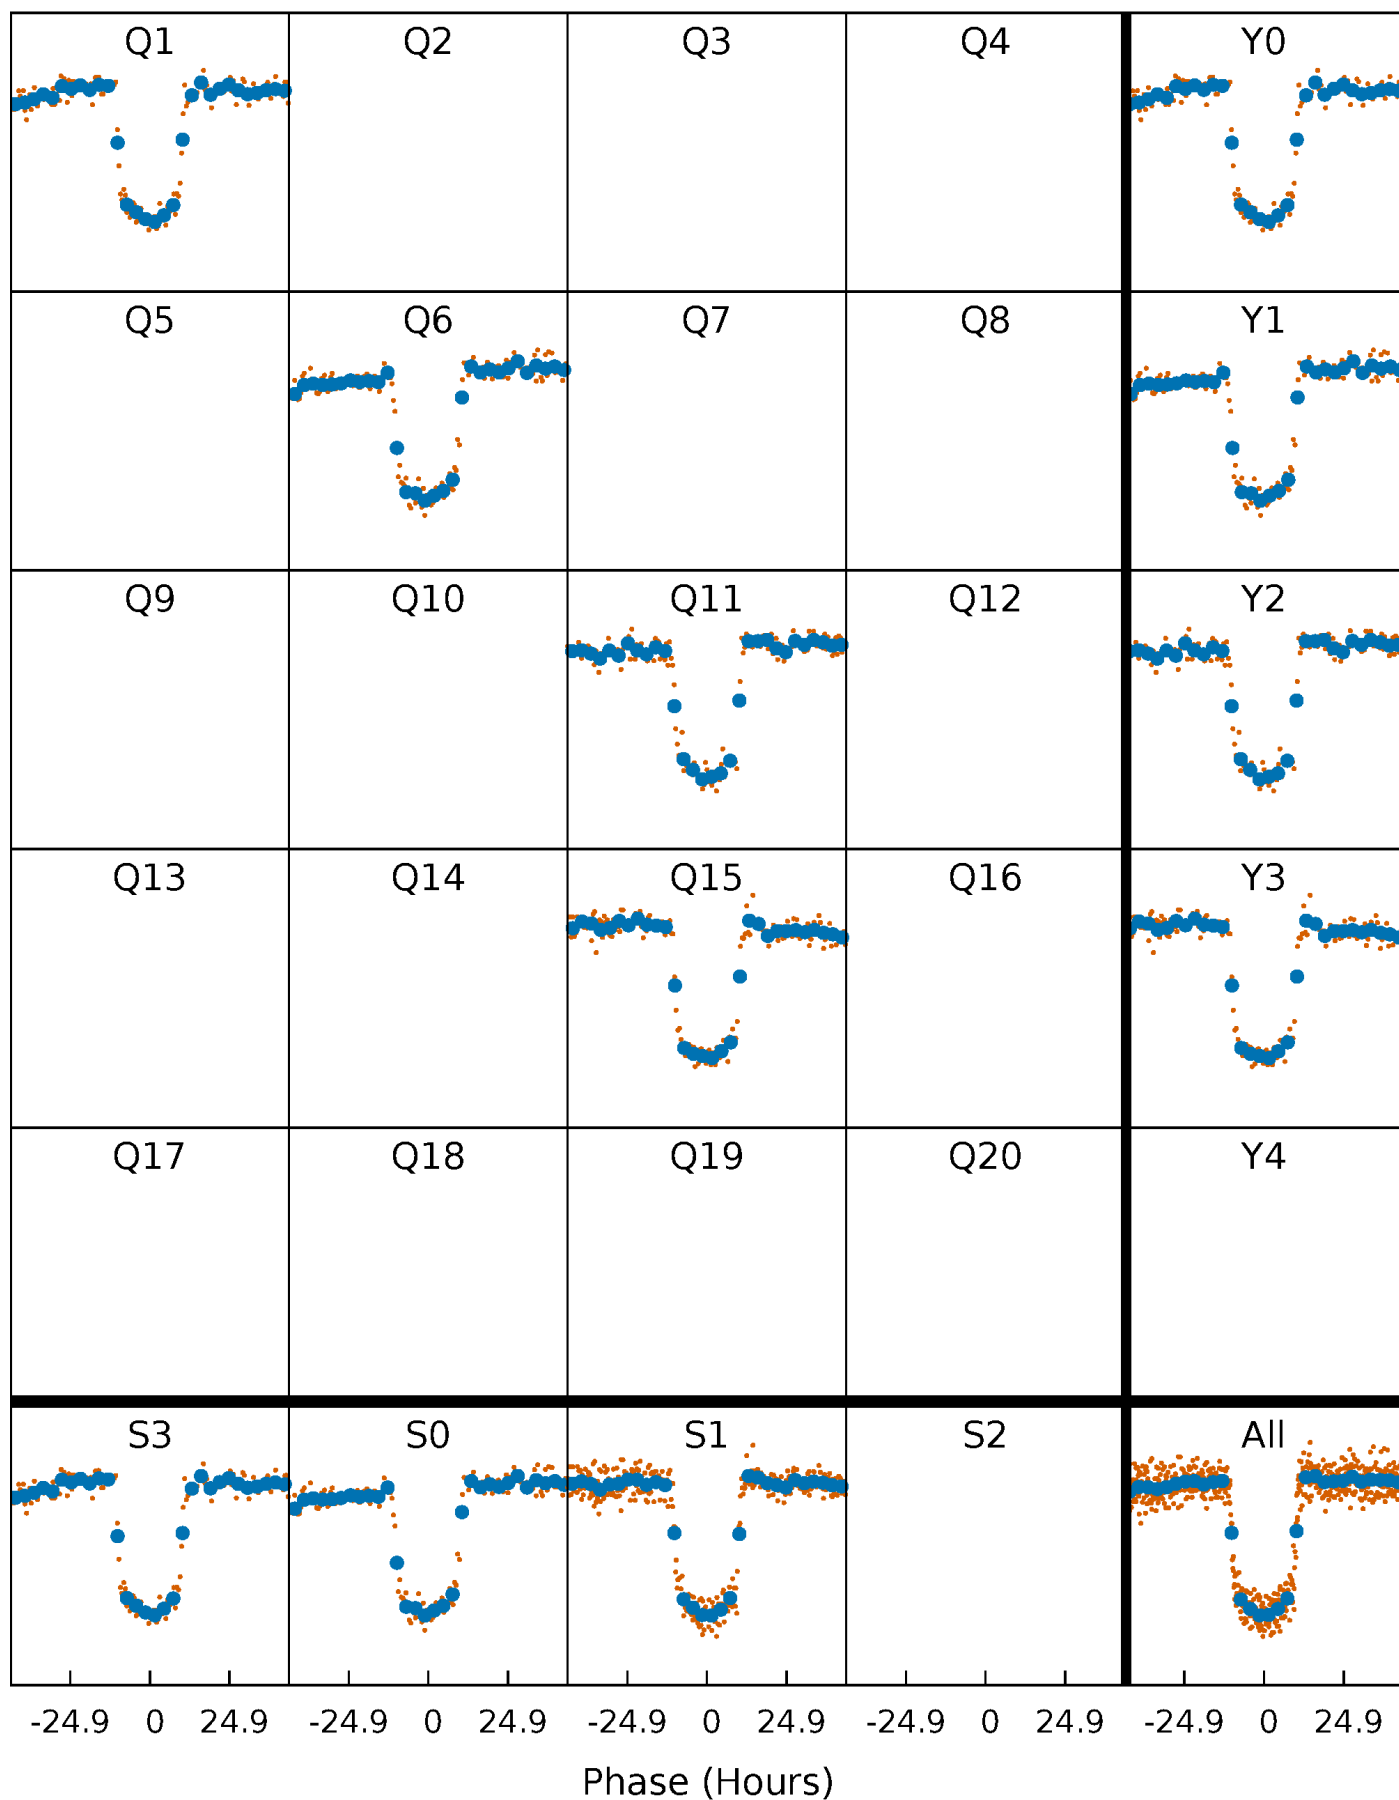 Q1 Q2 Q3 Q4 Y0
Q5 Q6 Q7 Q8 Y1
Q9 Q10 Q11 Q12 Y2
Q13 Q14 Q15 Q16 Y3
Q17 Q18 Q19 Q20 Y4
S3 S0 S1 S2 All
-24.9 0 24.9 -24.9 0 24.9 -24.9 0 24.9 -24.9 0 24.9 -24.9 0 24.9
Phase (Hours)